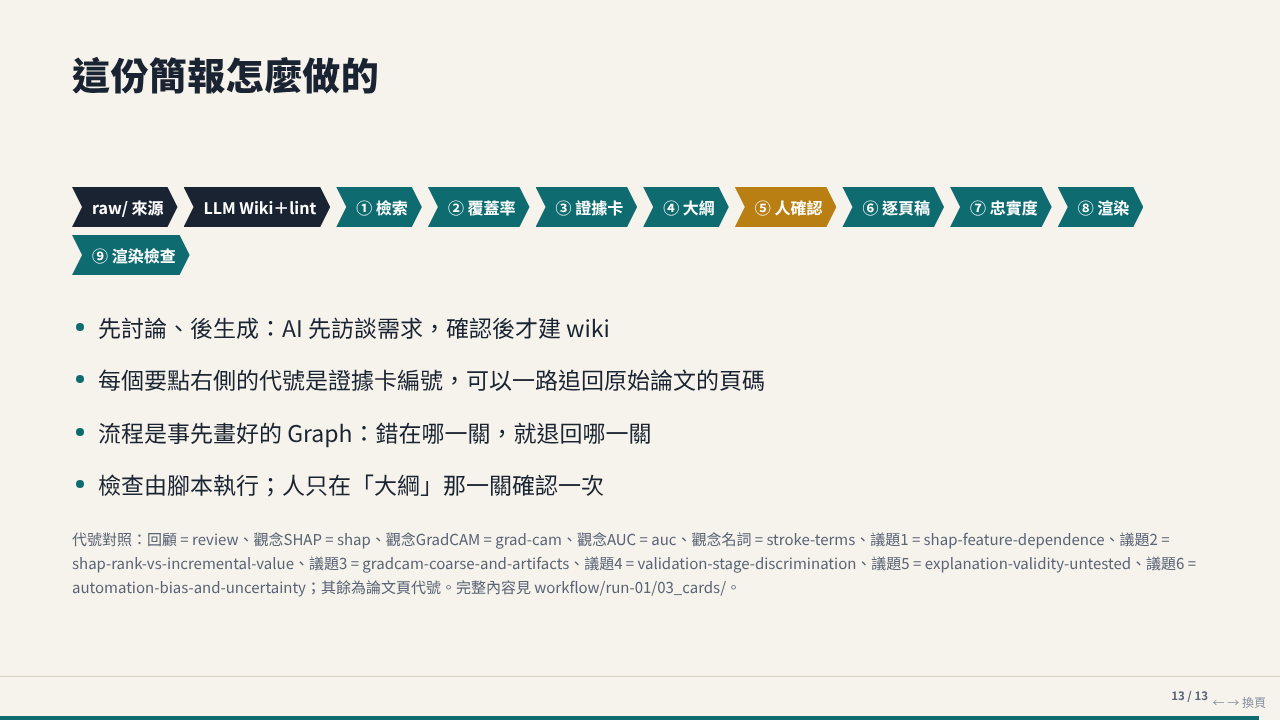 這份簡報怎麼做的
raw/ 來源 LLM Wiki＋lint ① 檢索 ② 覆蓋率 ③ 證據卡 ④ 大綱 ⑤ 人確認 ⑥ 逐頁稿 ⑦ 忠實度 ⑧ 渲染
⑨ 渲染檢查
• 先討論、後生成：AI 先訪談需求，確認後才建 wiki
• 每個要點右側的代號是證據卡編號，可以一路追回原始論文的頁碼
• 流程是事先畫好的 Graph：錯在哪一關，就退回哪一關
• 檢查由腳本執行；人只在「大綱」那一關確認一次
代號對照：回顧 = review、觀念SHAP = shap、觀念GradCAM = grad-cam、觀念AUC = auc、觀念名詞 = stroke-terms、議題1 = shap-feature-dependence、議題2 =
shap-rank-vs-incremental-value、議題3 = gradcam-coarse-and-artifacts、議題4 = validation-stage-discrimination、議題5 = explanation-validity-untested、議題6 =
automation-bias-and-uncertainty；其餘為論文頁代號。完整內容見 workflow/run-01/03_cards/。
13 / 13 ← → 換頁